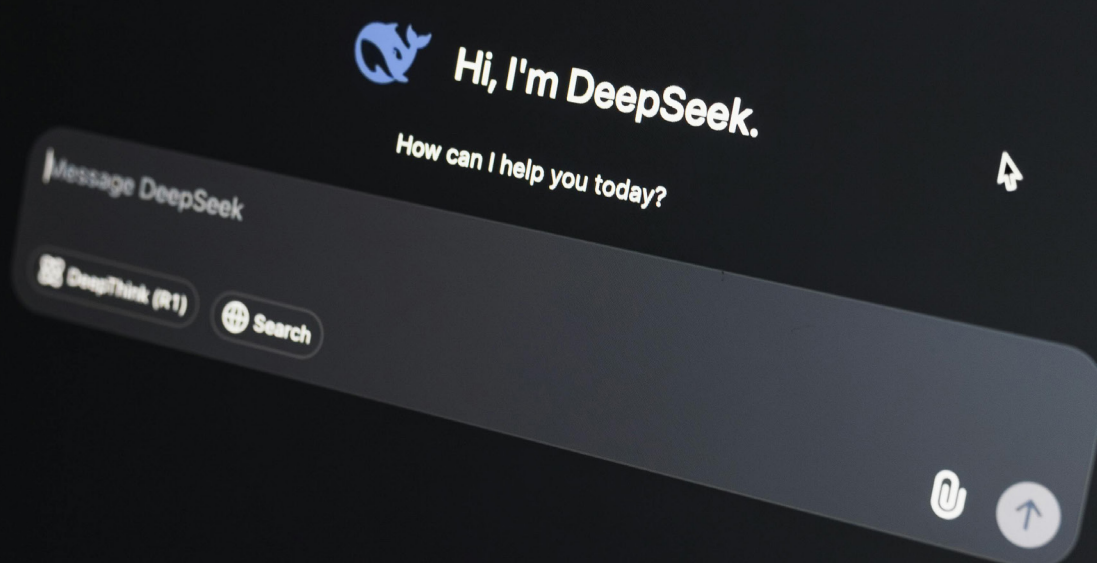 Hi, I'm DeepSeek.
How can I help you today?
Message DeepSeek
DeepThink (R1)
Search